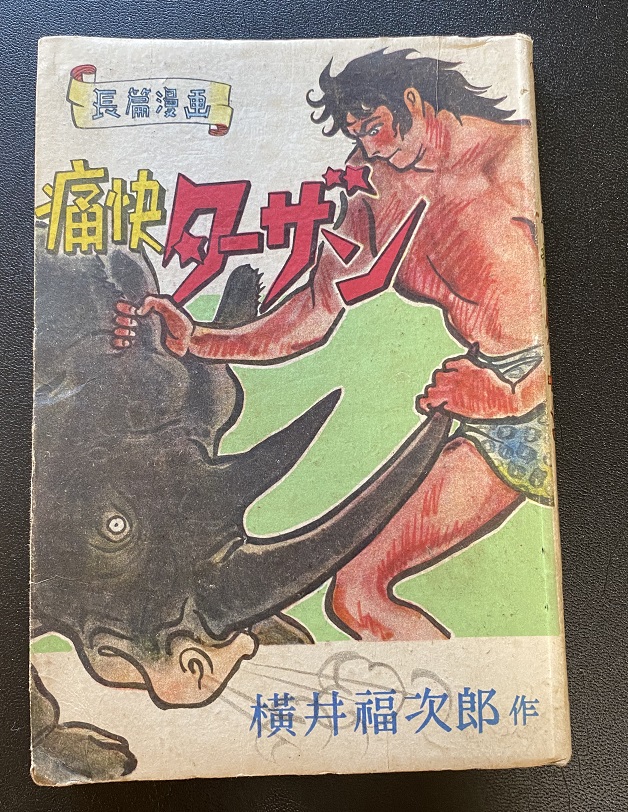 長篇漫画
痛快ターザン
横井福次郎 作